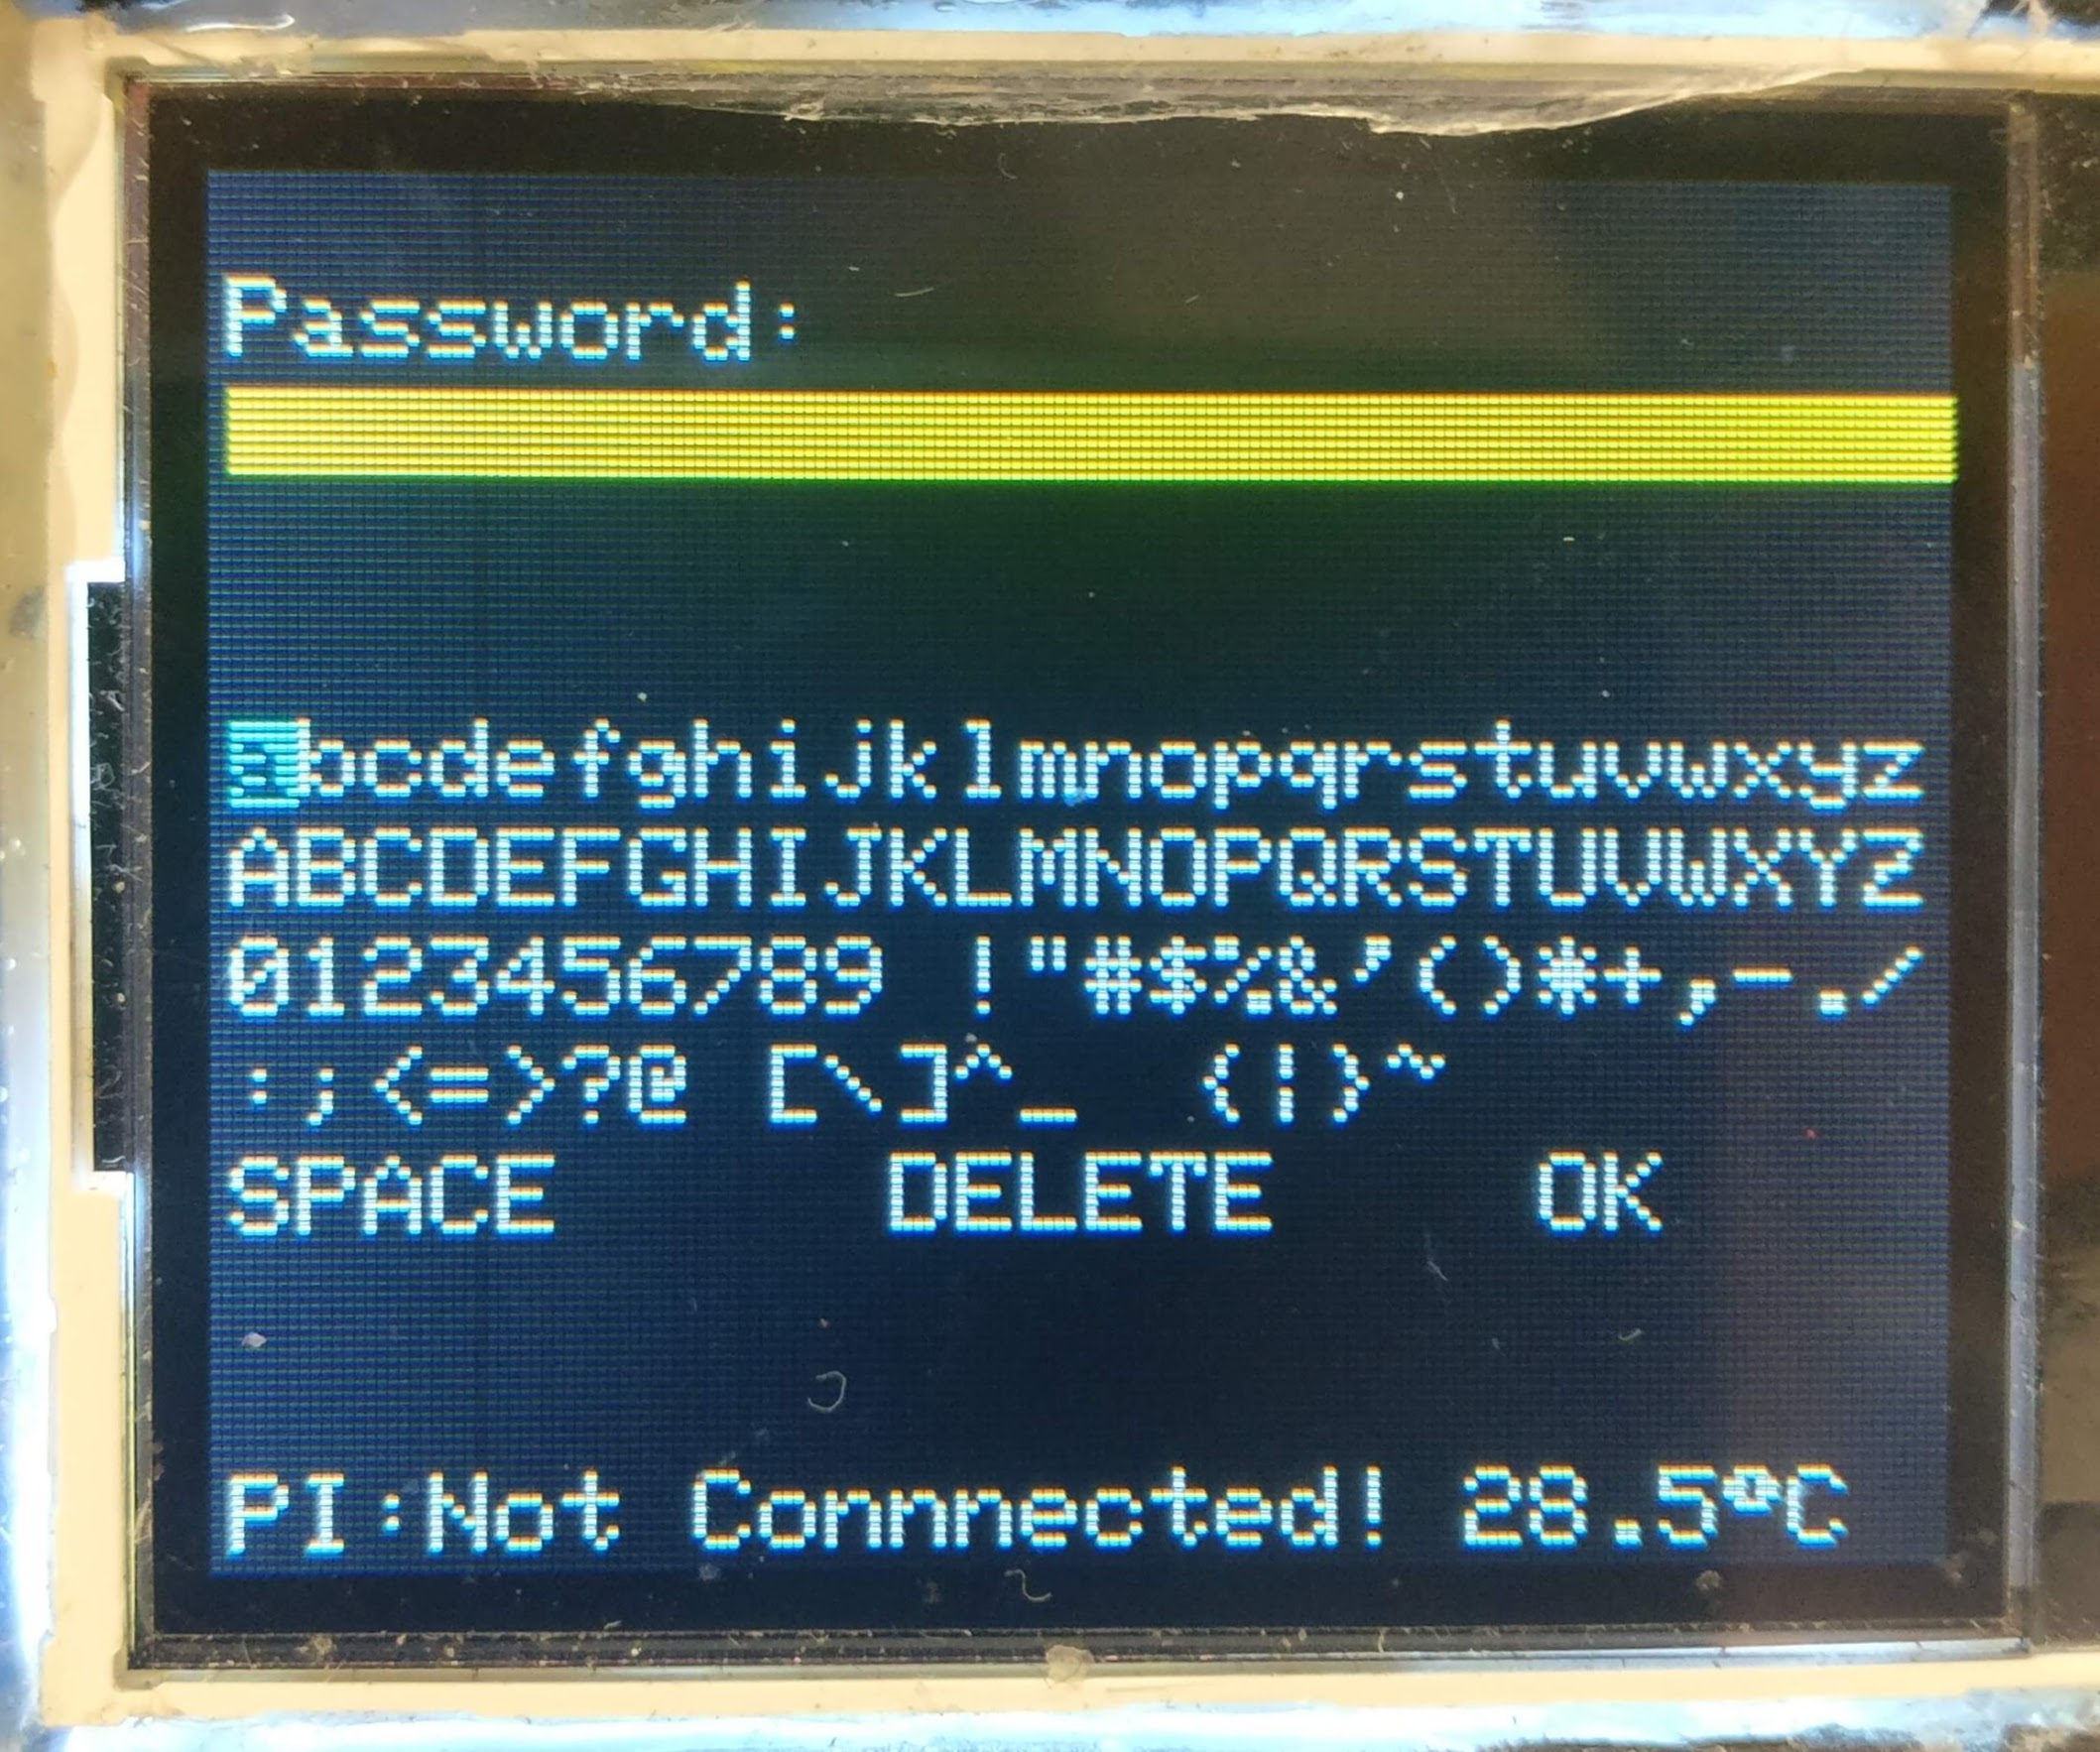 Password:
abcdefghijklmnopqrstuvwxyz
ABCDEFGHIJKLMNOPQRSTUVWXYZ
0123456789 !"#$%&'()*+,-./
:;<=>?@ [\]^_ {|}~
SPACE DELETE OK
PI:Not Connnected! 28.5°C